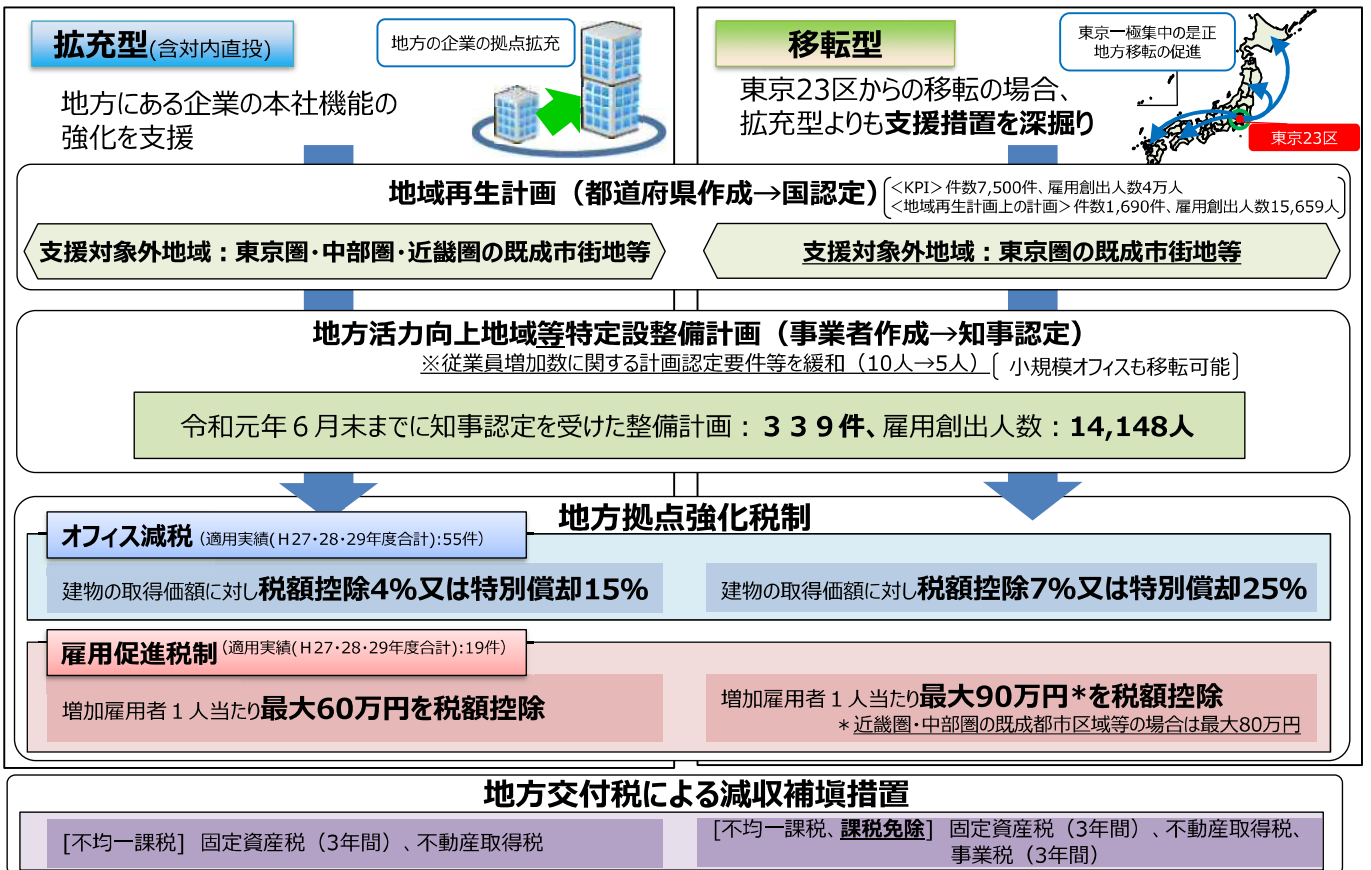 拡充型(含対内直投)
地方の企業の拠点拡充
地方にある企業の本社機能の
強化を支援
移転型
東京一極集中の是正
地方移転の促進
東京23区からの移転の場合、
拡充型よりも支援措置を深掘り
東京23区
地域再生計画（都道府県作成→国認定）
<KPI>件数7,500件、雇用創出人数4万人
<地域再生計画上の計画>件数1,690件、雇用創出人数15,659人
支援対象外地域：東京圏･中部圏･近畿圏の既成市街地等
支援対象外地域：東京圏の既成市街地等
地方活力向上地域等特定設整備計画（事業者作成→知事認定）
※従業員増加数に関する計画認定要件等を緩和（10人→5人）〔 小規模オフィスも移転可能〕
令和元年６月末までに知事認定を受けた整備計画：３３９件、雇用創出人数：14,148人
地方拠点強化税制
オフィス減税（適用実績(Ｈ27･28･29年度合計):55件）
建物の取得価額に対し税額控除4%又は特別償却15%
建物の取得価額に対し税額控除7%又は特別償却25%
雇用促進税制（適用実績(Ｈ27･28･29年度合計):19件）
増加雇用者１人当たり最大60万円を税額控除
増加雇用者１人当たり最大90万円*を税額控除
＊近畿圏･中部圏の既成都市区域等の場合は最大80万円
地方交付税による減収補塡措置
[不均一課税] 固定資産税（3年間）、不動産取得税
[不均一課税、課税免除] 固定資産税（3年間）、不動産取得税、
事業税（3年間）